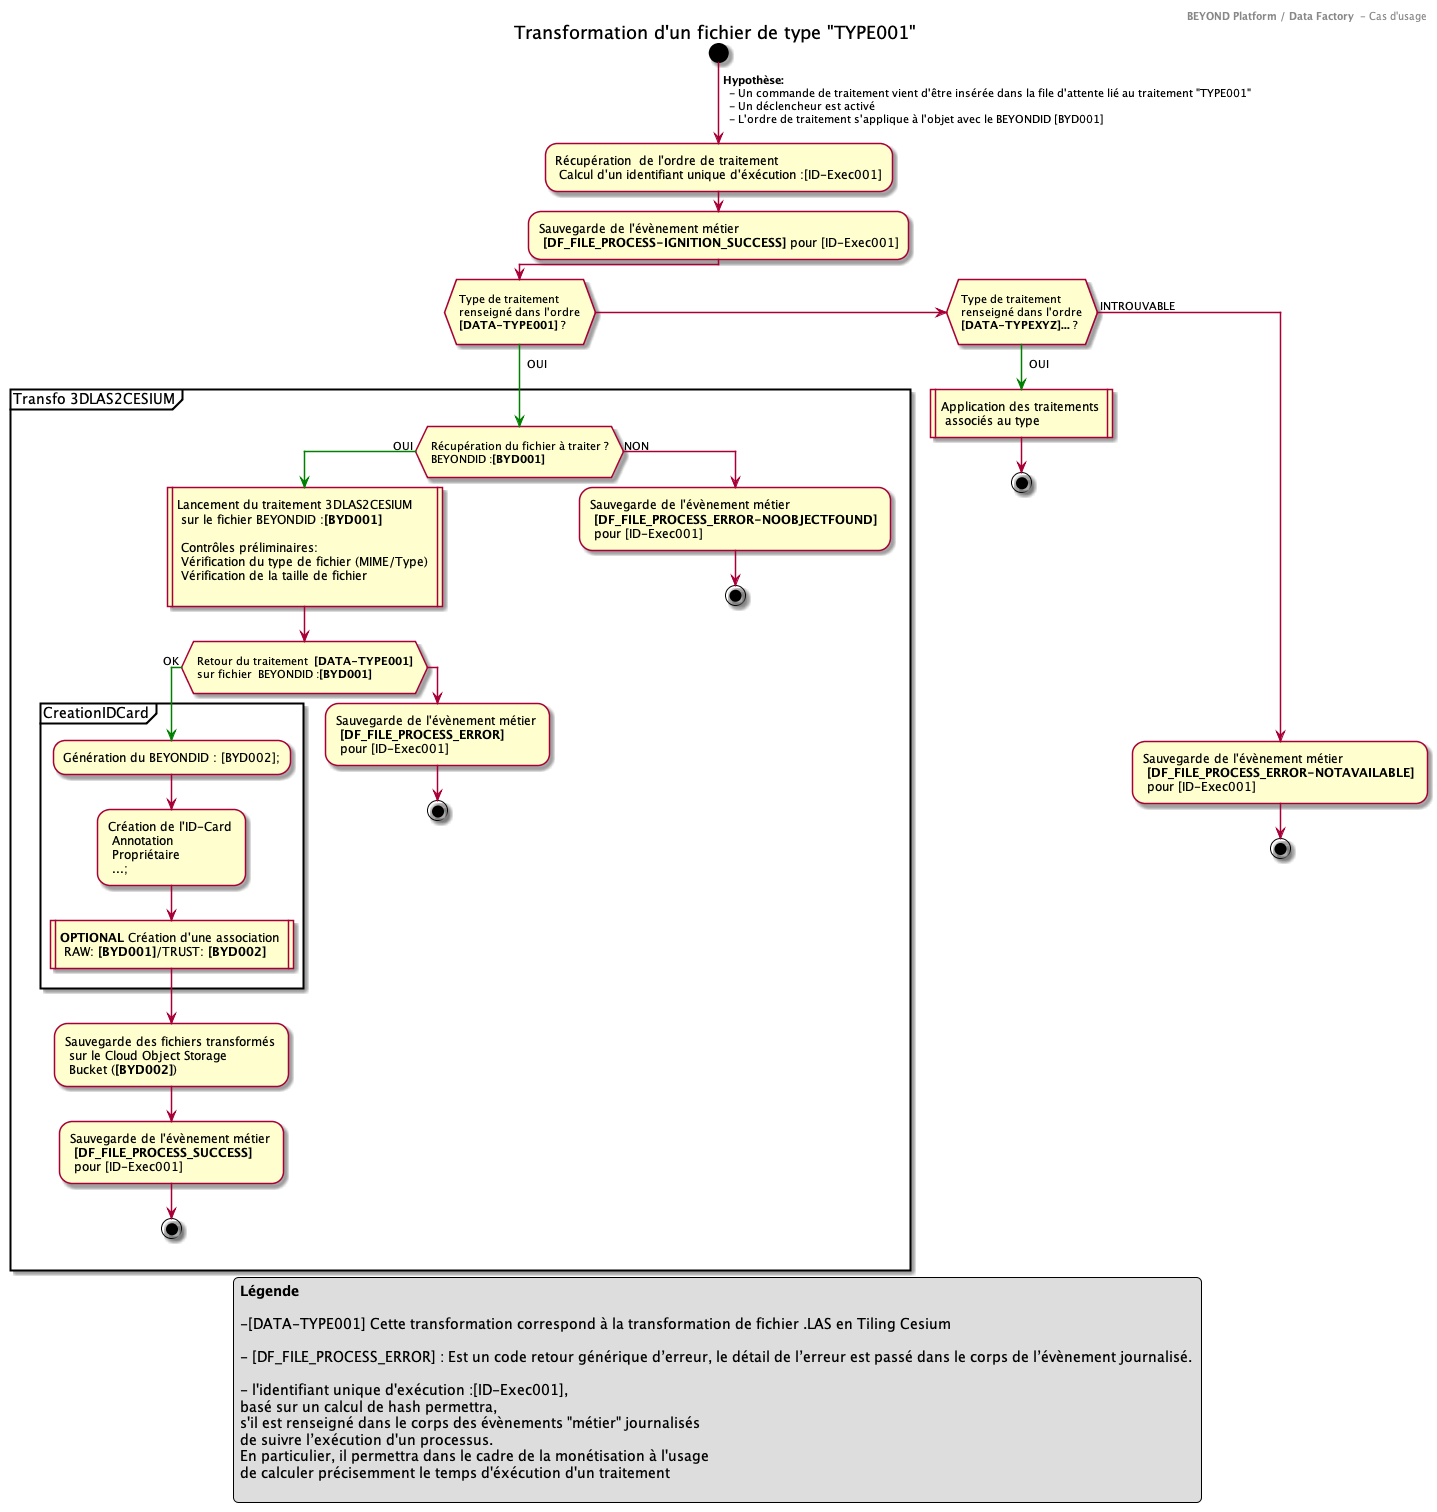 BEYOND Platform / Data Factory - Cas d'usage
Transformation d'un fichier de type "TYPE001"
Hypothèse:
- Un commande de traitement vient d'être insérée dans la file d'attente lié au traitement "TYPE001"
- Un déclencheur est activé
- L'ordre de traitement s'applique à l'objet avec le BEYONDID [BYD001]
Récupération de l'ordre de traitement
Calcul d'un identifiant unique d'éxécution :[ID-Exec001]
Sauvegarde de l'évènement métier
[DF_FILE_PROCESS-IGNITION_SUCCESS] pour [ID-Exec001]
Type de traitement
renseigné dans l'ordre
[DATA-TYPE001] ?
Type de traitement
renseigné dans l'ordre
[DATA-TYPEXYZ]... ?
INTROUVABLE
OUI
OUI
Application des traitements
associés au type
Transfo 3DLAS2CESIUM
OUI
Récupération du fichier à traiter ?
BEYONDID :[BYD001]
NON
Lancement du traitement 3DLAS2CESIUM
sur le fichier BEYONDID :[BYD001]
Contrôles préliminaires:
Vérification du type de fichier (MIME/Type)
Vérification de la taille de fichier
Sauvegarde de l'évènement métier
[DF_FILE_PROCESS_ERROR-NOOBJECTFOUND]
pour [ID-Exec001]
OK
Retour du traitement [DATA-TYPE001]
sur fichier BEYONDID :[BYD001]
CreationIDCard
Génération du BEYONDID : [BYD002];
Création de l'ID-Card
Annotation
Propriétaire
...;
OPTIONAL Création d'une association
RAW: [BYD001]/TRUST: [BYD002]
Sauvegarde de l'évènement métier
[DF_FILE_PROCESS_ERROR]
pour [ID-Exec001]
Sauvegarde de l'évènement métier
[DF_FILE_PROCESS_ERROR-NOTAVAILABLE]
pour [ID-Exec001]
Sauvegarde des fichiers transformés
sur le Cloud Object Storage
Bucket ([BYD002])
Sauvegarde de l'évènement métier
[DF_FILE_PROCESS_SUCCESS]
pour [ID-Exec001]
Légende
-[DATA-TYPE001] Cette transformation correspond à la transformation de fichier .LAS en Tiling Cesium
- [DF_FILE_PROCESS_ERROR] : Est un code retour générique d’erreur, le détail de l’erreur est passé dans le corps de l’évènement journalisé.
- l'identifiant unique d'exécution :[ID-Exec001],
basé sur un calcul de hash permettra,
s'il est renseigné dans le corps des évènements "métier" journalisés
de suivre l’exécution d'un processus.
En particulier, il permettra dans le cadre de la monétisation à l'usage
de calculer précisemment le temps d'éxécution d'un traitement